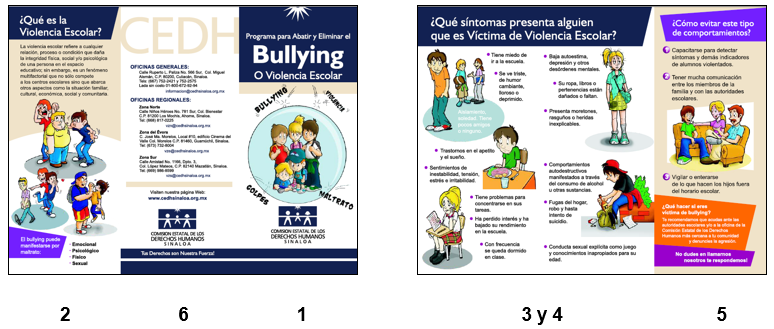 ¿Qué es la
Violencia Escolar?
La violencia escolar refiere a cualquier
relación, proceso o condición que daña
la integridad física, social y/o psicológica
de una persona en el espacio
educativo; sin embargo, es un fenómeno
multifactorial que no sólo compete
a los centros escolares sino que abarca
otros aspectos como la situación familiar,
cultural, económica, social y comunitaria.
El bullying puede
manifestarse por
maltrato:
• Emocional
Psicológico
• Físico
• Sexual
CEDH
OFICINAS GENERALES:
OFICINAS REGIONALES:
Zona Norte
Zona del Évora
Zona Sur
Visiten nuestra página Web:
www.cedhsinaloa.org.mx
COMISIÓN ESTATAL DE LOS
DERECHOS HUMANOS
SINALOA
Tus Derechos son Nuestra Fuerza!
Programa para Abatir y Eliminar el
Bullying
O Violencia Escolar
BULLYING
VIOLENCIA
GOLPES
MALTRATO
COMISIÓN ESTATAL DE LOS
DERECHOS HUMANOS
SINALOA
¿Qué síntomas presenta alguien
que es Víctima de Violencia Escolar?
• Tiene miedo de
ir a la escuela.
• Se ve triste,
de humor
cambiante,
lloroso o
deprimido.
• Trastornos en el apetito
y el sueño.
• Sentimientos de
inestabilidad, tensión,
estrés e irritabilidad.
• Tiene problemas para
concentrarse en sus
tareas.
• Ha perdido interés y ha
bajado su rendimiento
en la escuela.
• Con frecuencia
se queda dormido
en clase.
• Baja autoestima,
depresión y otros
desórdenes mentales.
• Su ropa, libros o
pertenencias están
dañados o faltan.
• Presenta moretones,
rasguños o heridas
inexplicables.
• Comportamientos
autodestructivos
manifestados a través
del consumo de alcohol
u otras sustancias.
• Fugas del hogar,
robo y hasta
intento de
suicidio.
• Conducta sexual explícita como juego
y conocimientos inapropiados para su
edad.
¿Cómo evitar este tipo
de comportamientos?
Capacitarse para detectar
síntomas y demás indicadores
de alumnos violentados.
Tener mucha comunicación
entre los miembros de la
familia y con las autoridades
escolares.
Vigilar o enterarse
de lo que hacen los hijos fuera
del horario escolar.
¿Qué hacer si eres
víctima de bullying?
No dudes en llamarnos
nosotros te respondemos!
2
6
1
3 y 4
5